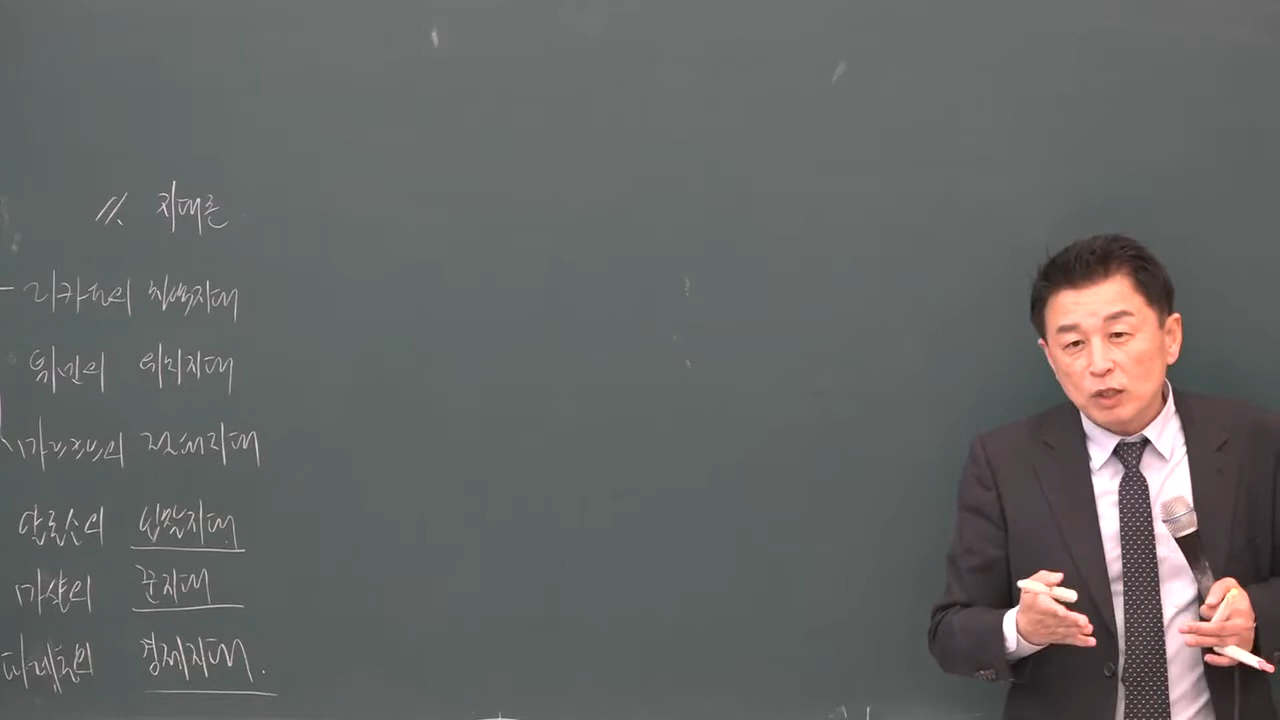 //. 지대론
- 리카도의 차액지대
튀넨의 위치지대
마르크스의 절대지대
알론소의 입찰지대
마샬의 준지대
파레토의 경제지대.